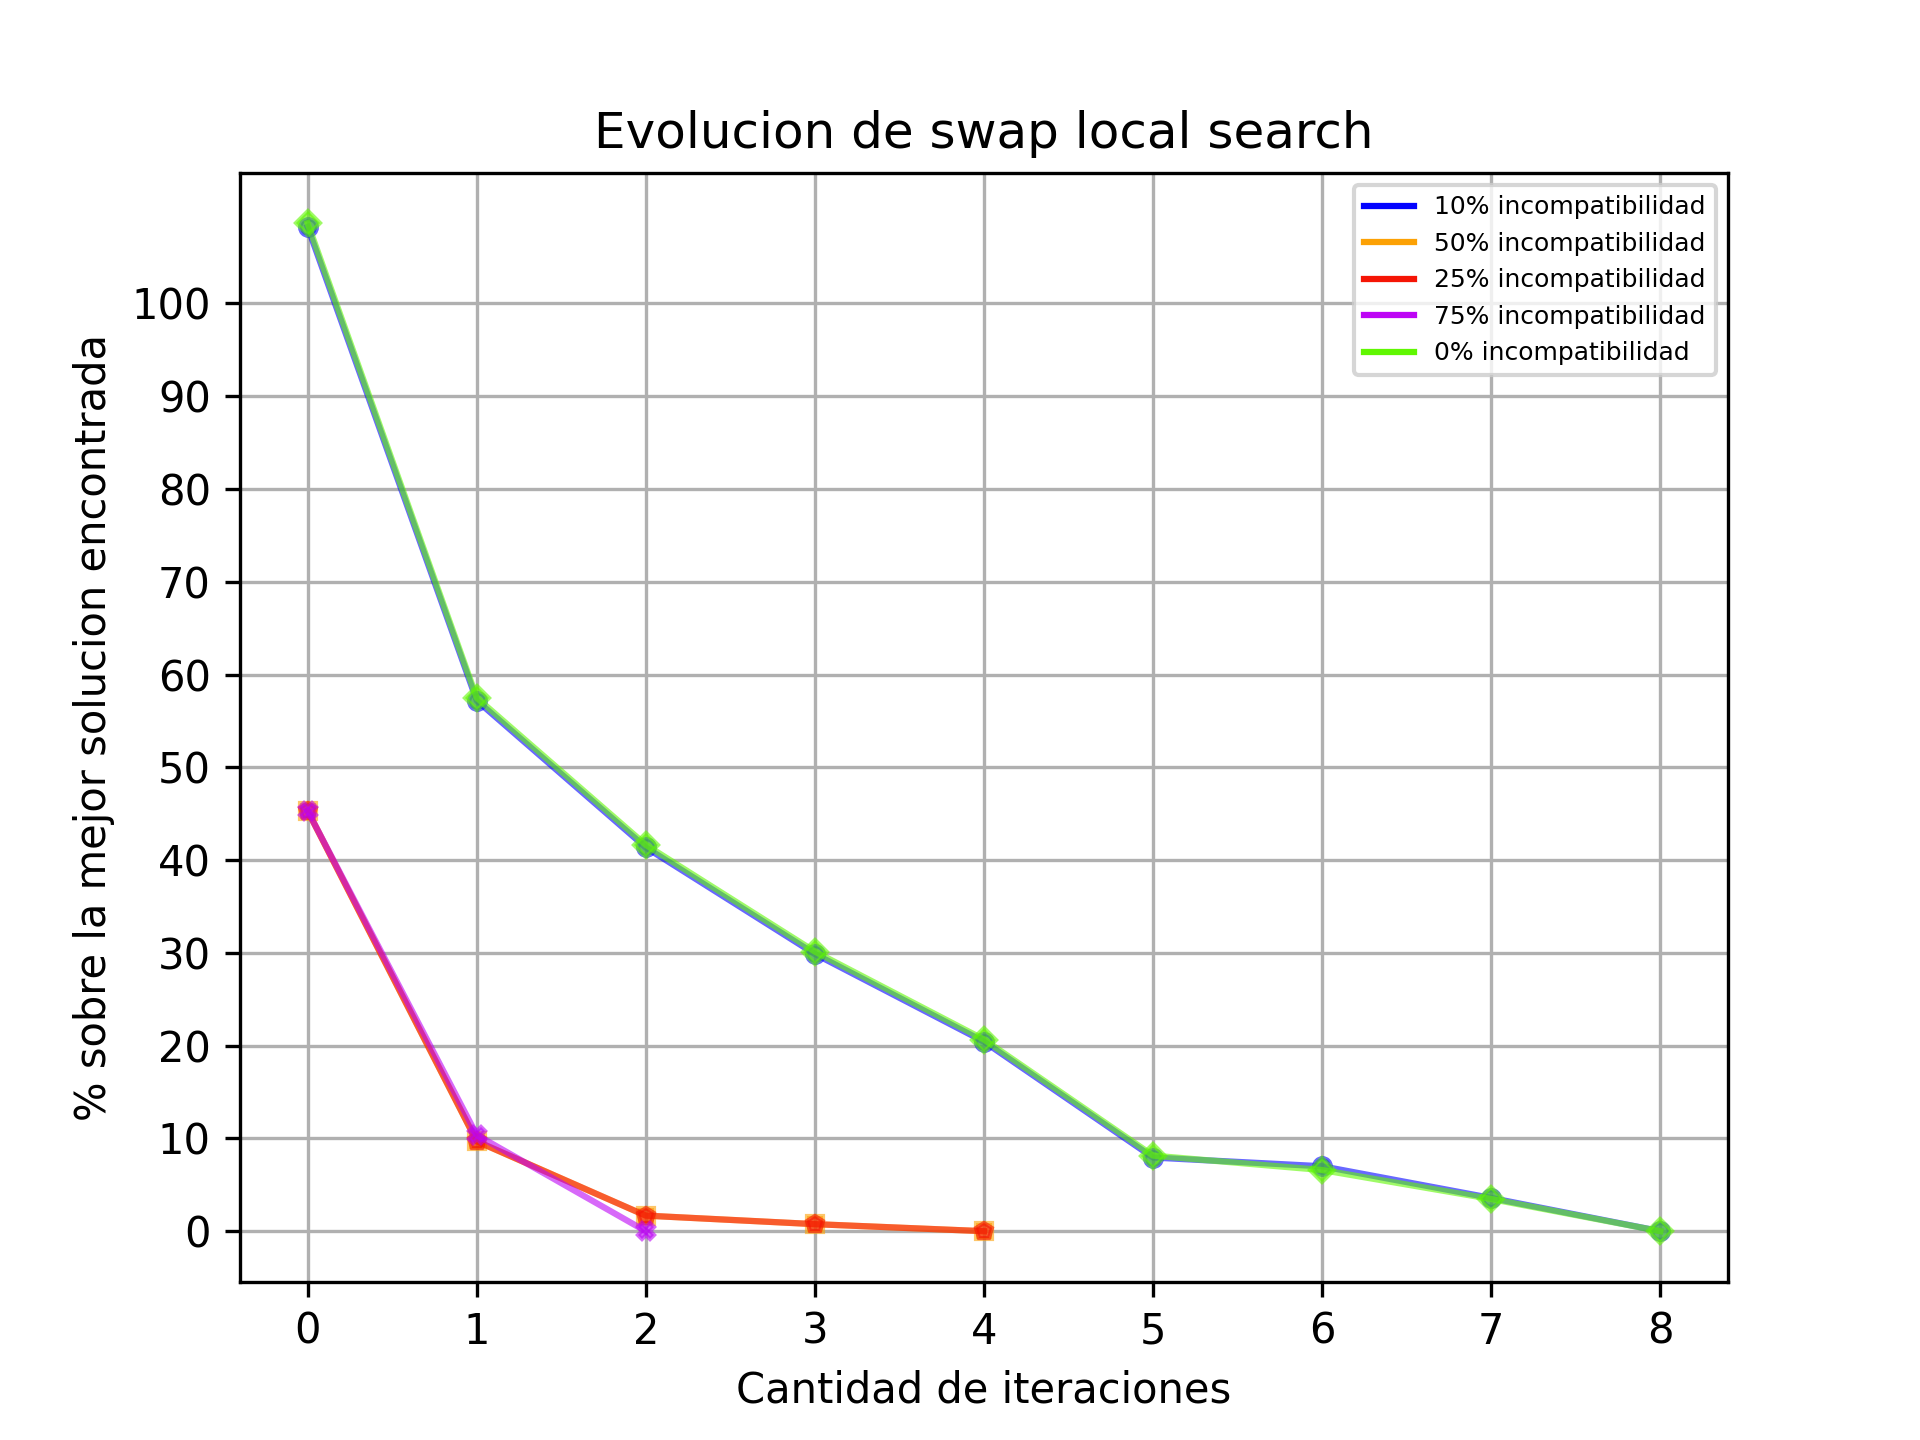 Evolucion de swap local search
10% incompatibilidad
50% incompatibilidad
25% incompatibilidad
75% incompatibilidad
0% incompatibilidad
% sobre la mejor solucion encontrada
100
90
80
70
60
50
40
30
20
10
0
0 1 2 3 4 5 6 7 8
Cantidad de iteraciones